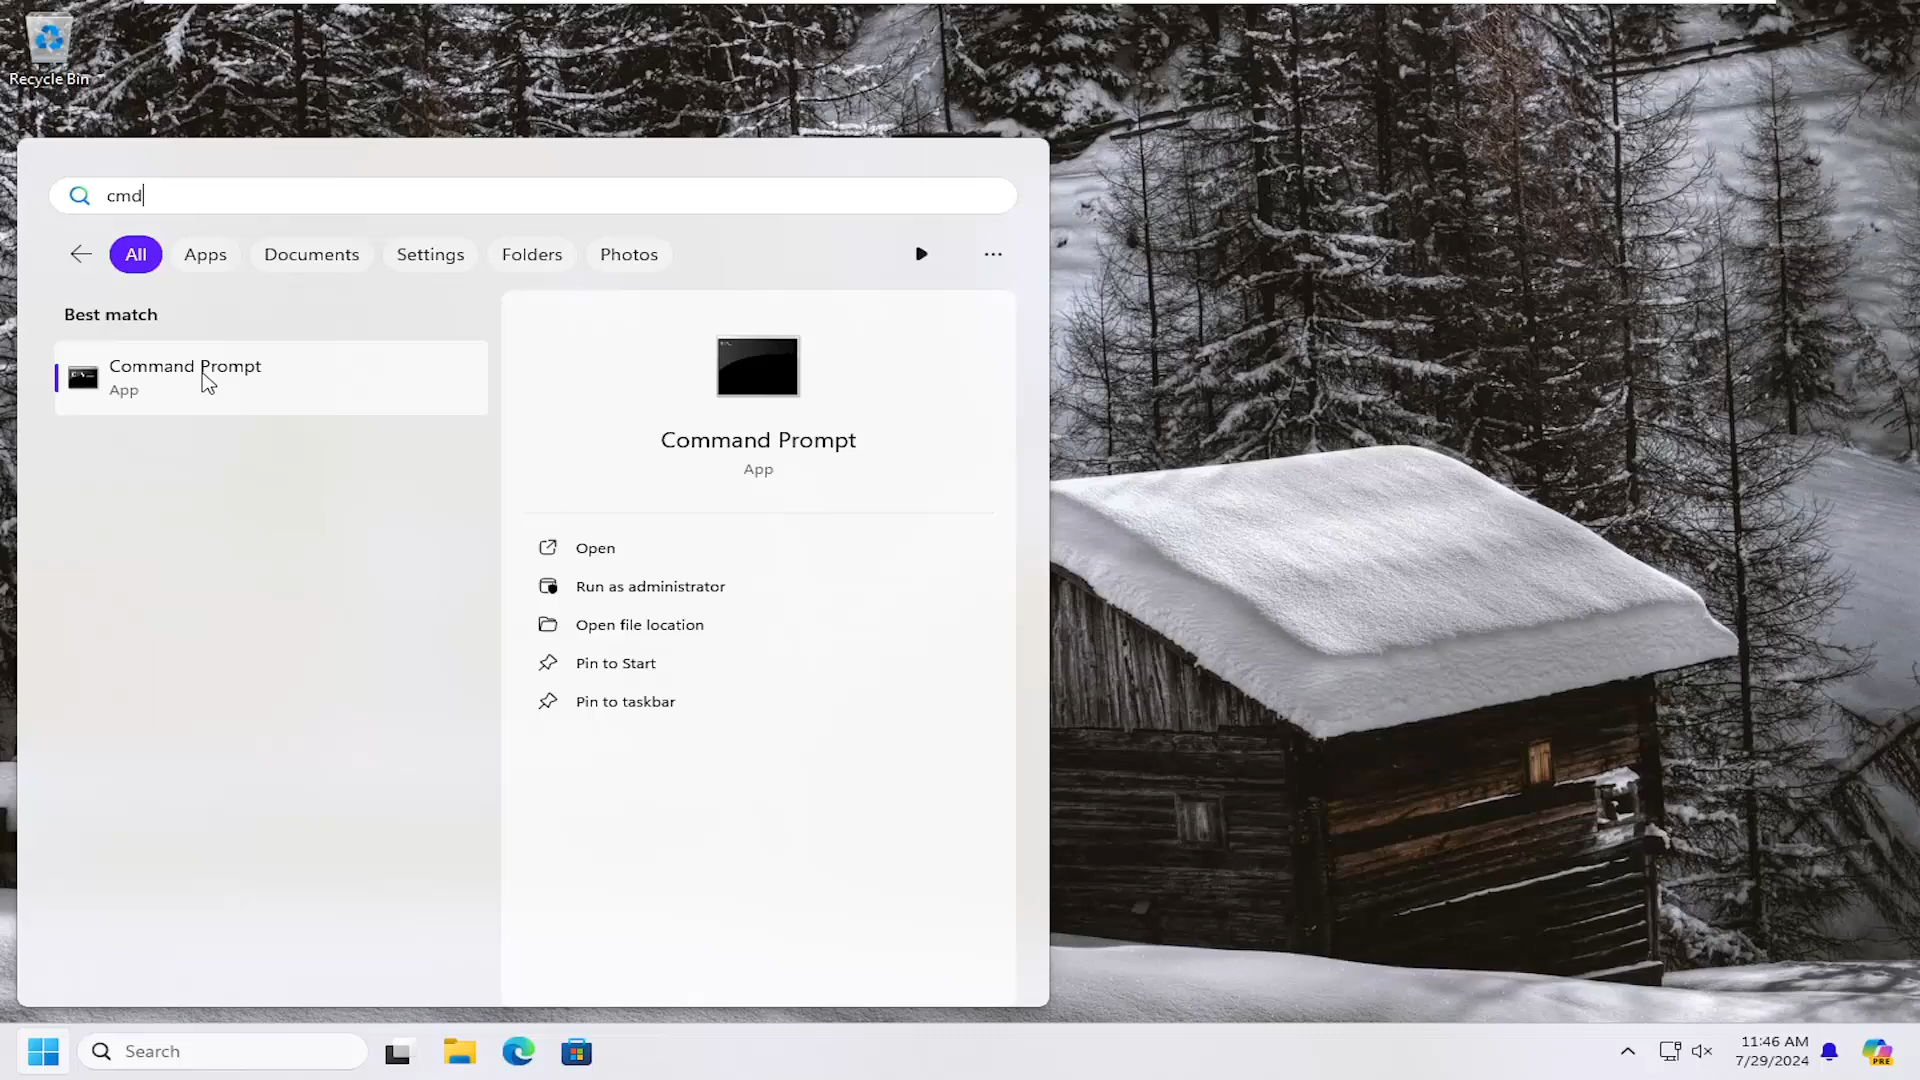 Recycle Bin
cmd
All
Apps
Documents
Settings
Folders
Photos
Best match
Command Prompt
App
Command Prompt
App
Open
Run as administrator
Open file location
Pin to Start
Pin to taskbar
Search
11:46 AM
7/29/2024
PRE